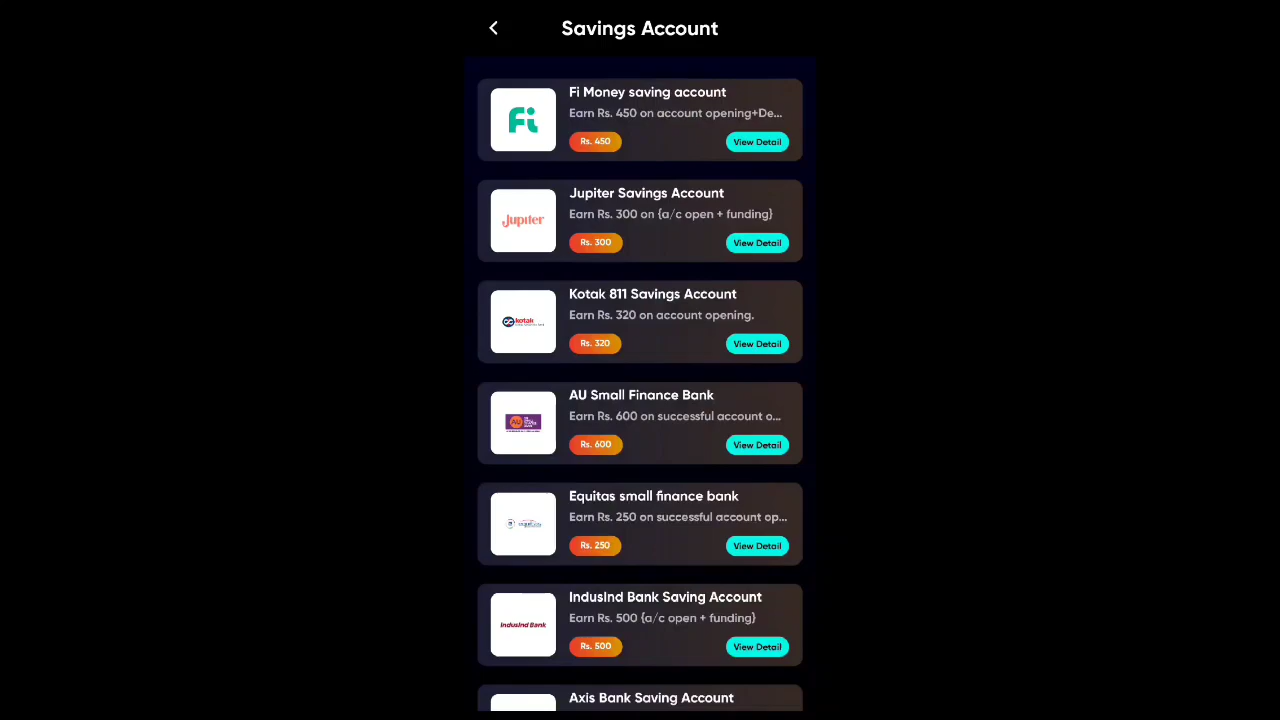 Savings Account
Fi Money saving account
Earn Rs. 450 on account opening+De...
Fi
Rs. 450
View Detail
Jupiter Savings Account
Earn Rs. 300 on {a/c open + funding}
Jupiter
Rs. 300
View Detail
Kotak 811 Savings Account
Earn Rs. 320 on account opening.
kotak
Rs. 320
View Detail
AU Small Finance Bank
Earn Rs. 600 on successful account o...
AU
Rs. 600
View Detail
Equitas small finance bank
Earn Rs. 250 on successful account op...
Rs. 250
View Detail
IndusInd Bank Saving Account
Earn Rs. 500 {a/c open + funding}
IndusInd Bank
Rs. 500
View Detail
Axis Bank Saving Account